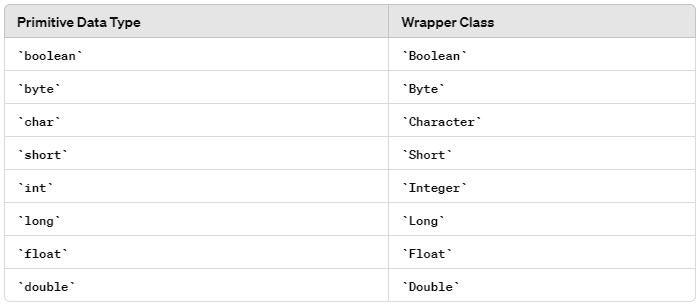 Primitive Data Type Wrapper Class
`boolean` `Boolean`
`byte` `Byte`
`char` `Character`
`short` `Short`
`int` `Integer`
`long` `Long`
`float` `Float`
`double` `Double`